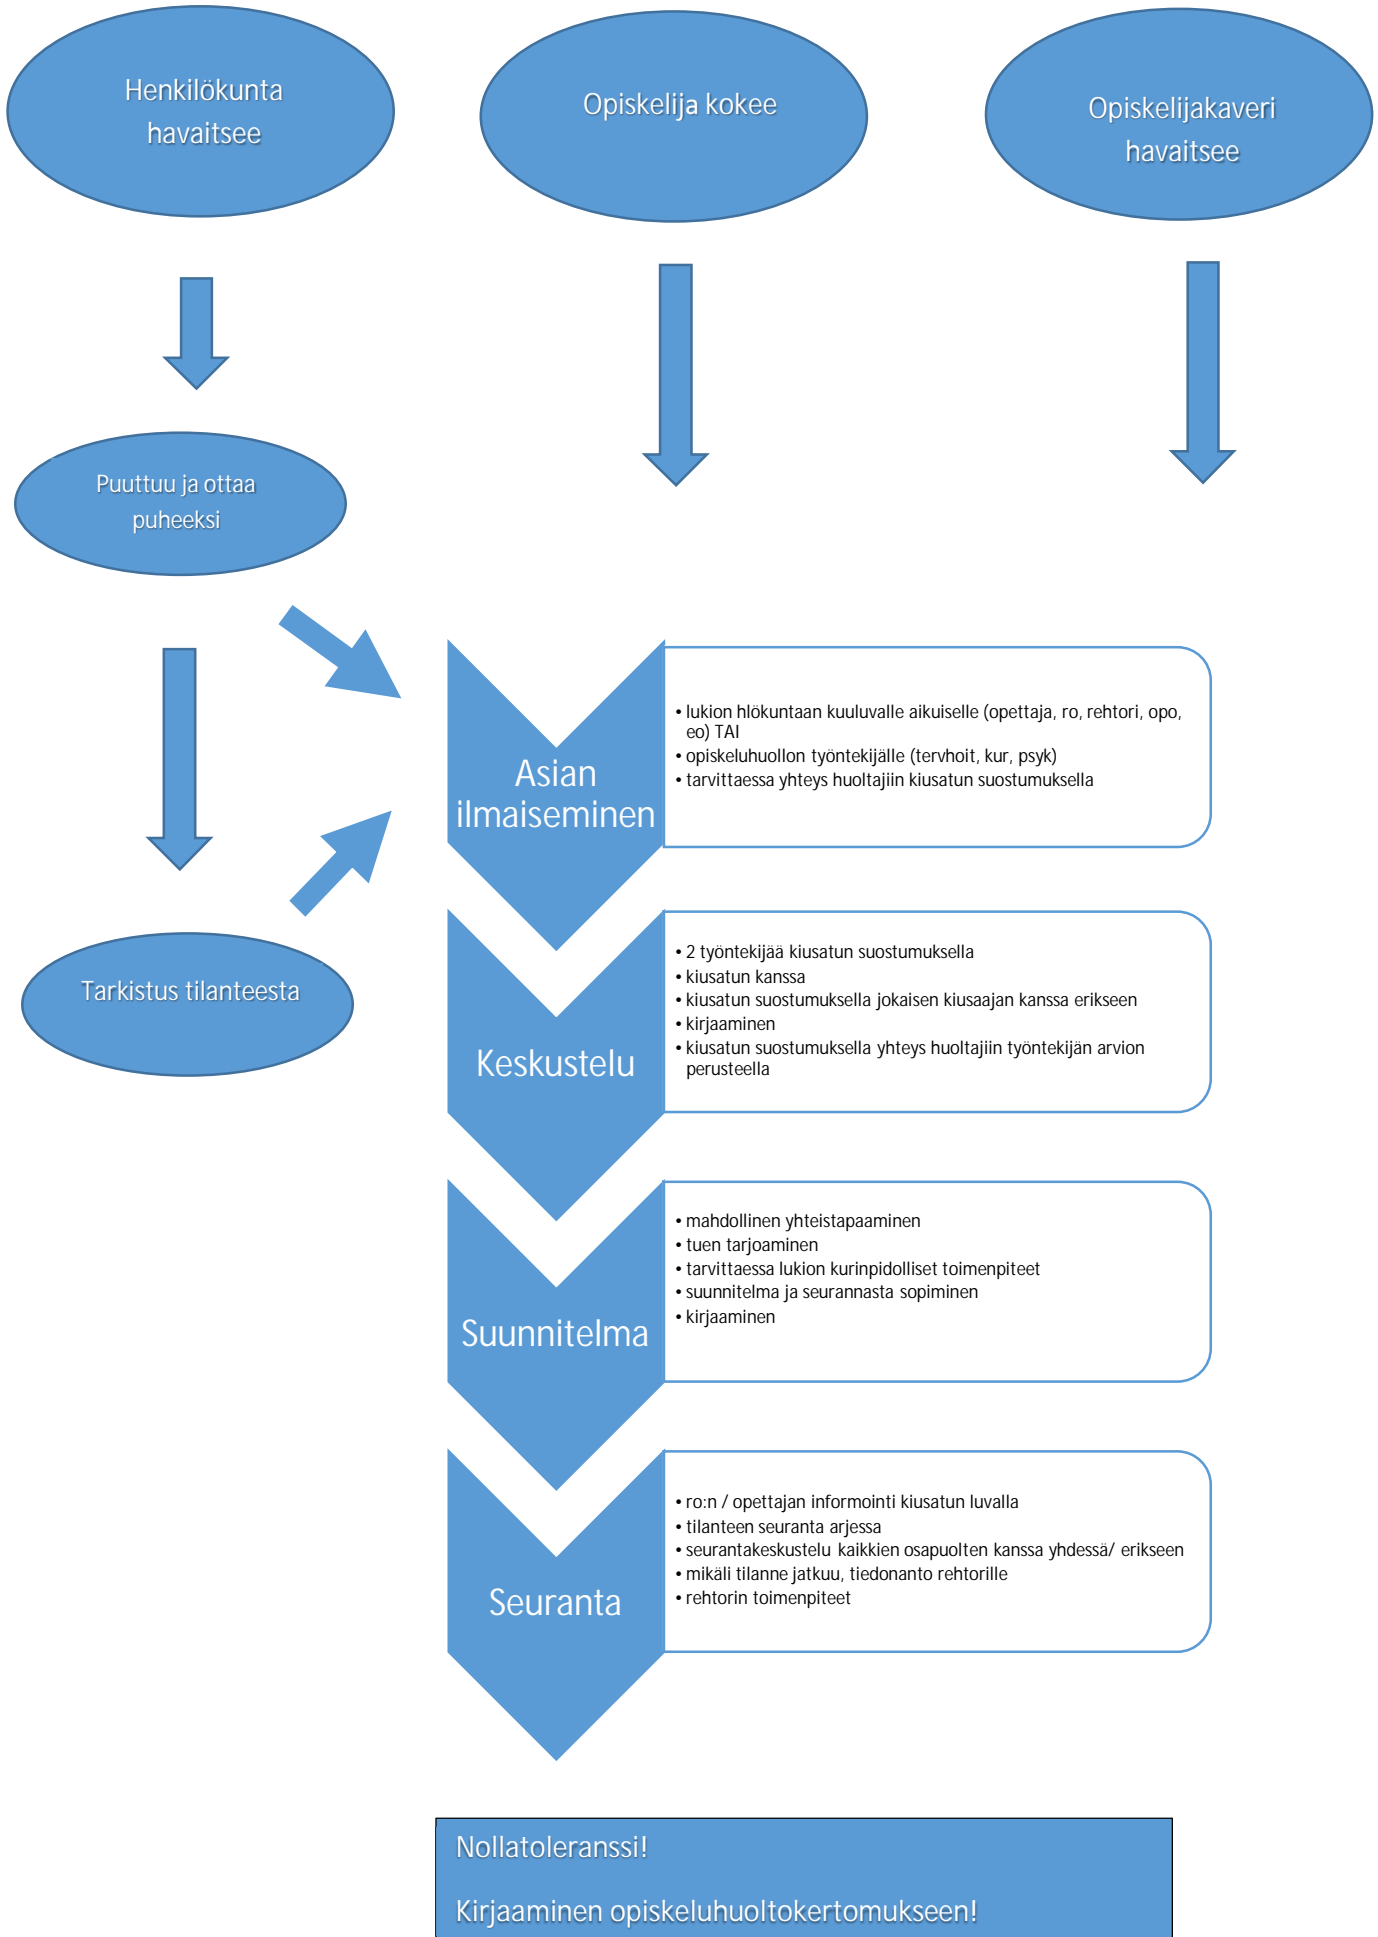 Henkilökunta
havaitsee
Opiskelija kokee
Opiskelijakaveri
havaitsee
Puuttuu ja ottaa
puheeksi
Tarkistus tilanteesta
Asian
ilmaiseminen
• lukion hlökuntaan kuuluvalle aikuiselle (opettaja, ro, rehtori, opo,
eo) TAI
• opiskeluhuollon työntekijälle (tervhoit, kur, psyk)
• tarvittaessa yhteys huoltajiin kiusatun suostumuksella
Keskustelu
• 2 työntekijää kiusatun suostumuksella
• kiusatun kanssa
• kiusatun suostumuksella jokaisen kiusaajan kanssa erikseen
• kirjaaminen
• kiusatun suostumuksella yhteys huoltajiin työntekijän arvion
perusteella
Suunnitelma
• mahdollinen yhteistapaaminen
• tuen tarjoaminen
• tarvittaessa lukion kurinpidolliset toimenpiteet
• suunnitelma ja seurannasta sopiminen
• kirjaaminen
Seuranta
• ro:n / opettajan informointi kiusatun luvalla
• tilanteen seuranta arjessa
• seurantakeskustelu kaikkien osapuolten kanssa yhdessä/ erikseen
• mikäli tilanne jatkuu, tiedonanto rehtorille
• rehtorin toimenpiteet
Nollatoleranssi!
Kirjaaminen opiskeluhuoltokertomukseen!